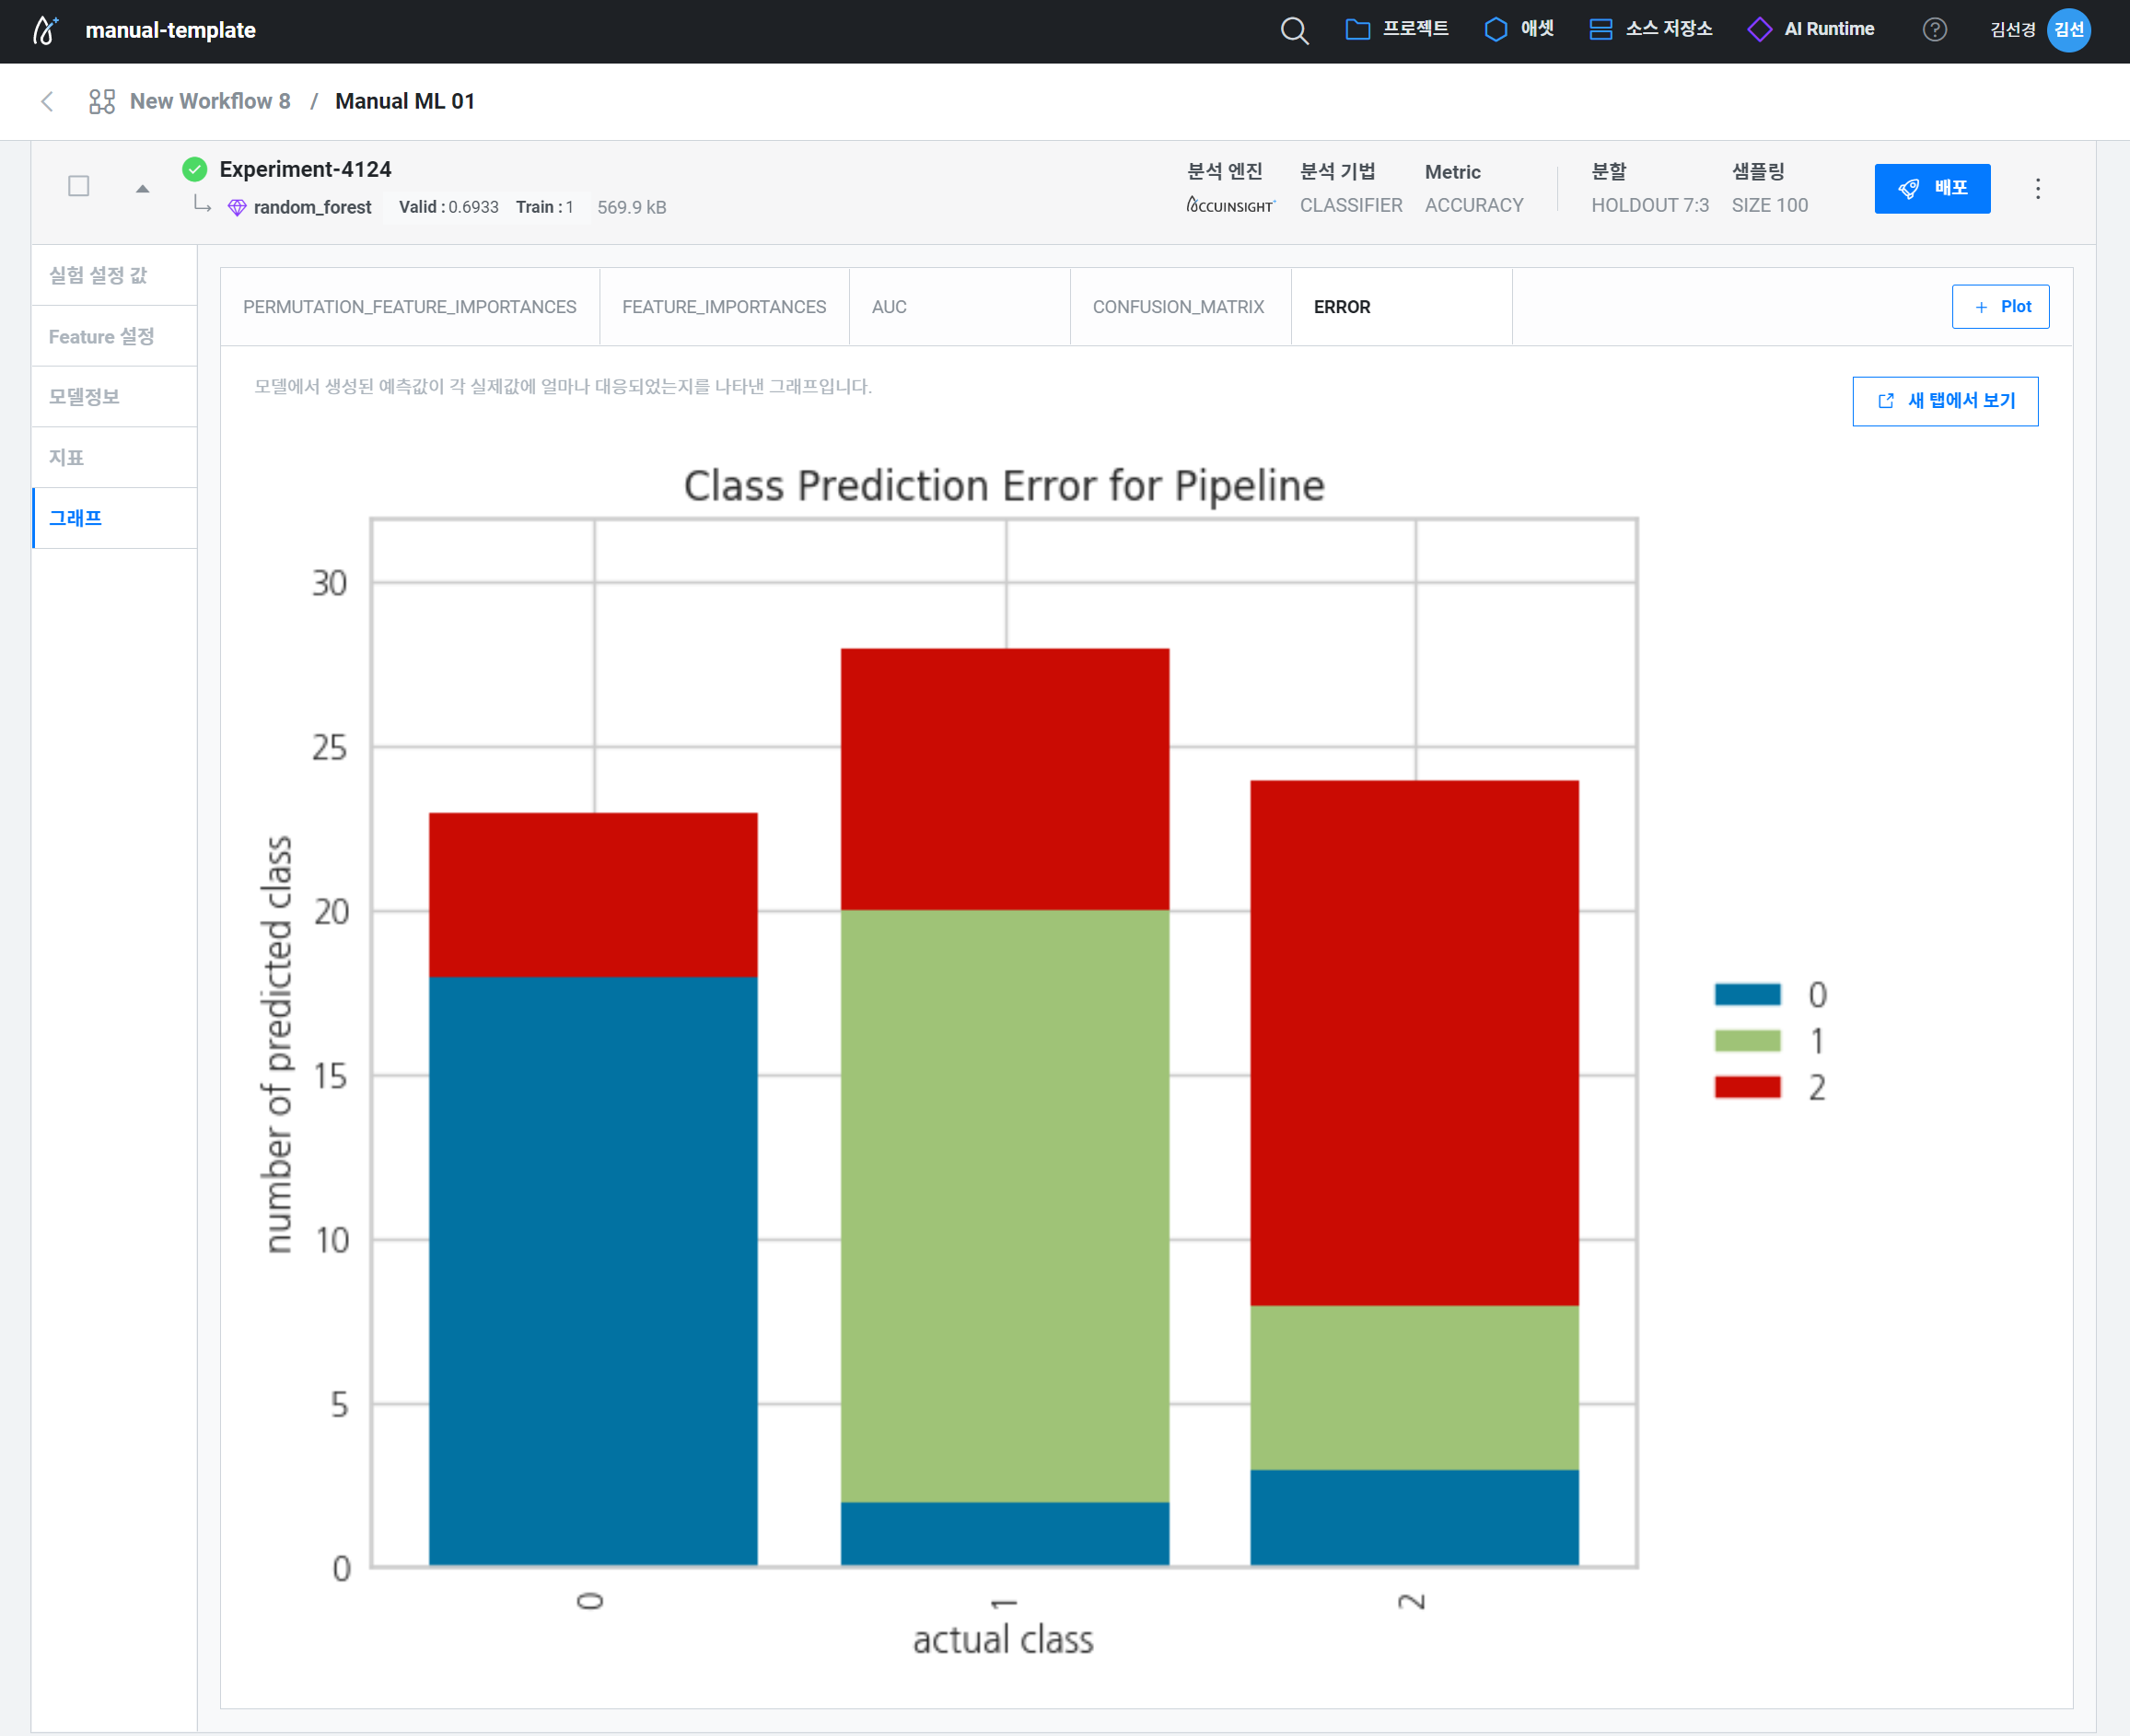 manual-template
프로젝트
애셋
소스 저장소
AI Runtime
?
김선경
김선
New Workflow 8 / Manual ML 01
Experiment-4124
random_forest Valid : 0.6933 Train : 1 569.9 kB
분석 엔진 분석 기법 Metric 분할 샘플링
ACCUINSIGHT+ CLASSIFIER ACCURACY HOLDOUT 7:3 SIZE 100
배포
실험 설정 값
Feature 설정
모델정보
지표
그래프
PERMUTATION_FEATURE_IMPORTANCES FEATURE_IMPORTANCES AUC CONFUSION_MATRIX ERROR
+ Plot
모델에서 생성된 예측값이 각 실제값에 얼마나 대응되었는지를 나타낸 그래프입니다.
새 탭에서 보기
Class Prediction Error for Pipeline
number of predicted class
30
25
20
15
10
5
0
0
1
2
actual class
0
1
2